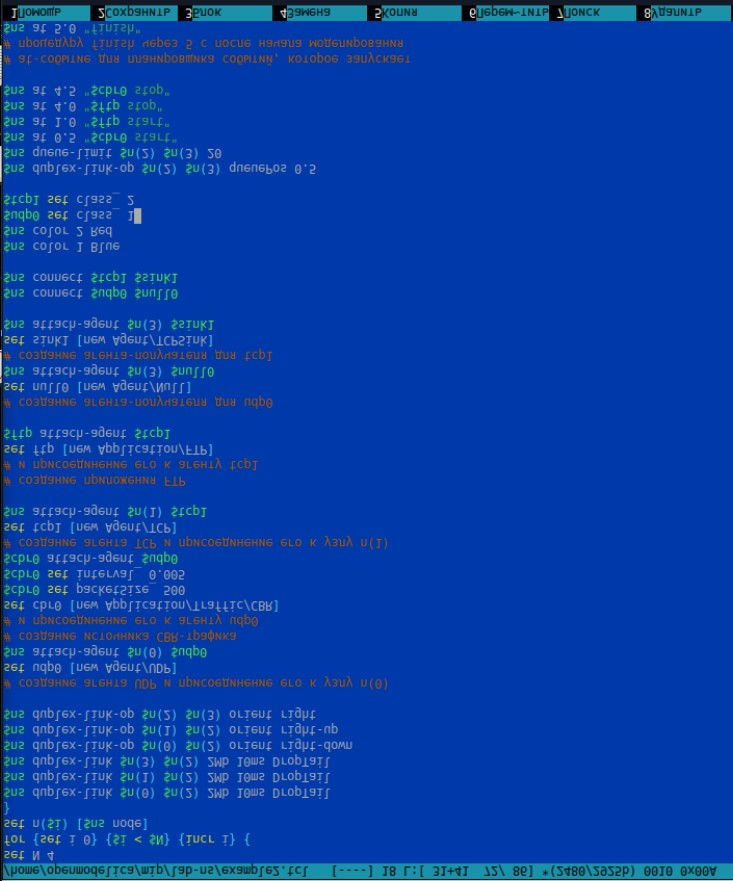 /home/openmodelica/mip/lab-ns/example2.tcl [----] 18 L:[ 31+41 72/ 86] *(2480/2925b) 0010 0x00A
set N 4
for {set i 0} {$i < $N} {incr i} {
set n($i) [$ns node]
}
$ns duplex-link $n(0) $n(2) 2Mb 10ms DropTail
$ns duplex-link $n(1) $n(2) 2Mb 10ms DropTail
$ns duplex-link $n(3) $n(2) 2Mb 10ms DropTail
$ns duplex-link-op $n(0) $n(2) orient right-down
$ns duplex-link-op $n(1) $n(2) orient right-up
$ns duplex-link-op $n(2) $n(3) orient right
# создание агента UDP и присоединение его к узлу n(0)
set udp0 [new Agent/UDP]
$ns attach-agent $n(0) $udp0
# создание источника CBR-трафика
# и присоединение его к агенту udp0
set cbr0 [new Application/Traffic/CBR]
$cbr0 set packetSize_ 500
$cbr0 set interval_ 0.005
$cbr0 attach-agent $udp0
# создание агента TCP и присоединение его к узлу n(1)
set tcp1 [new Agent/TCP]
$ns attach-agent $n(1) $tcp1
# создание приложения FTP
# и присоединение его к агенту tcp1
set ftp [new Application/FTP]
$ftp attach-agent $tcp1
# создание агента-получателя для udp0
set null0 [new Agent/Null]
$ns attach-agent $n(3) $null0
# создание агента-получателя для tcp1
set sink1 [new Agent/TCPSink]
$ns attach-agent $n(3) $sink1
$ns connect $udp0 $null0
$ns connect $tcp1 $sink1
$ns color 1 Blue
$ns color 2 Red
$udp0 set class_ 1
$tcp1 set class_ 2
$ns duplex-link-op $n(2) $n(3) queuePos 0.5
$ns queue-limit $n(2) $n(3) 20
$ns at 0.5 "$cbr0 start"
$ns at 1.0 "$ftp start"
$ns at 4.0 "$ftp stop"
$ns at 4.5 "$cbr0 stop"
# at-событие для планировщика событий, которое запускает
# процедуру finish через 5 с после начала моделирования
$ns at 5.0 "finish"
1Помощь 2Сохранить 3Блок 4Замена 5Копия 6Перем~тить 7Поиск 8Удалить